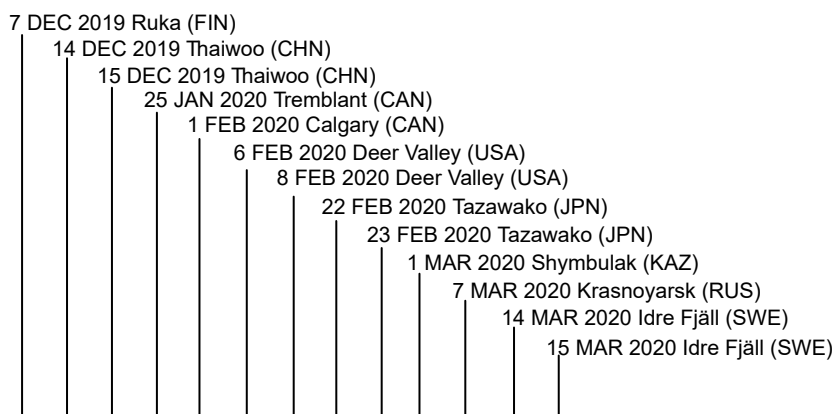 7 DEC 2019 Ruka (FIN)
14 DEC 2019 Thaiwoo (CHN)
15 DEC 2019 Thaiwoo (CHN)
25 JAN 2020 Tremblant (CAN)
1 FEB 2020 Calgary (CAN)
6 FEB 2020 Deer Valley (USA)
8 FEB 2020 Deer Valley (USA)
22 FEB 2020 Tazawako (JPN)
23 FEB 2020 Tazawako (JPN)
1 MAR 2020 Shymbulak (KAZ)
7 MAR 2020 Krasnoyarsk (RUS)
14 MAR 2020 Idre Fjäll (SWE)
15 MAR 2020 Idre Fjäll (SWE)